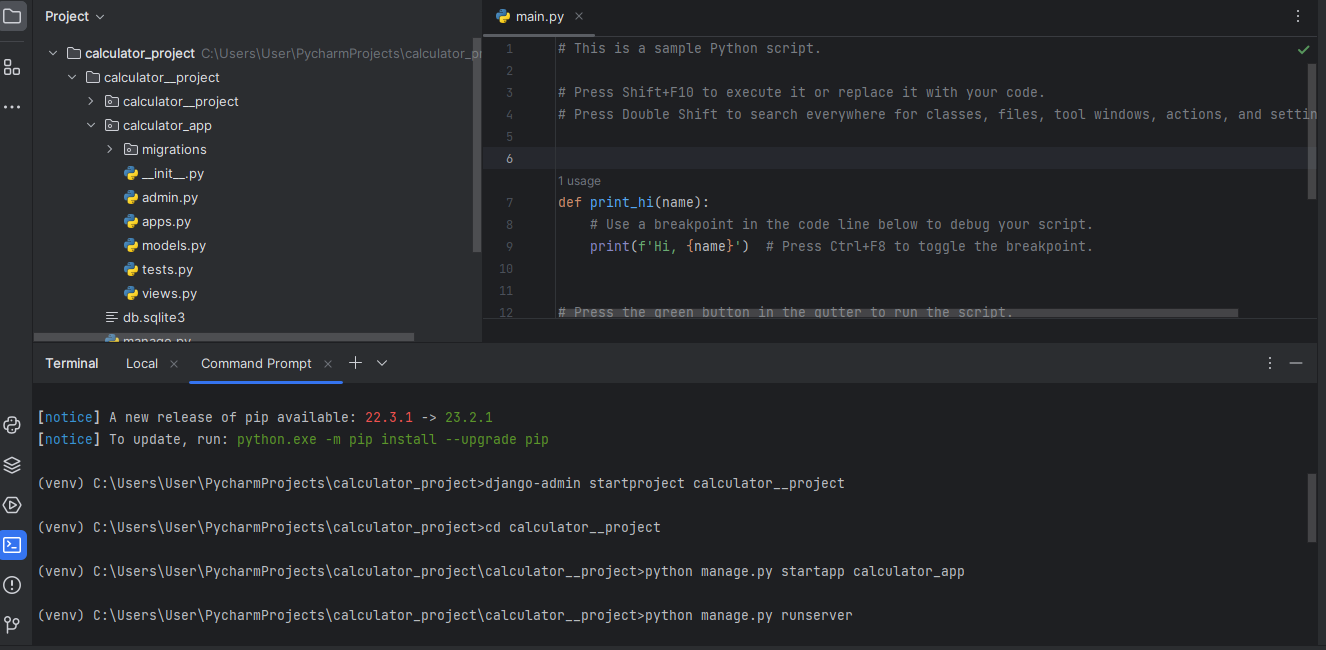 Project
calculator_project C:\Users\User\PycharmProjects\calculator_p
calculator__project
calculator__project
calculator_app
migrations
__init__.py
admin.py
apps.py
models.py
tests.py
views.py
db.sqlite3
manage.py
main.py
1 # This is a sample Python script.
2
3 # Press Shift+F10 to execute it or replace it with your code.
4 # Press Double Shift to search everywhere for classes, files, tool windows, actions, and settin
5
6
1 usage
7 def print_hi(name):
8 # Use a breakpoint in the code line below to debug your script.
9 print(f'Hi, {name}') # Press Ctrl+F8 to toggle the breakpoint.
10
11
12 # Press the green button in the gutter to run the script.
Terminal Local Command Prompt
[notice] A new release of pip available: 22.3.1 -> 23.2.1
[notice] To update, run: python.exe -m pip install --upgrade pip
(venv) C:\Users\User\PycharmProjects\calculator_project>django-admin startproject calculator__project
(venv) C:\Users\User\PycharmProjects\calculator_project>cd calculator__project
(venv) C:\Users\User\PycharmProjects\calculator_project\calculator__project>python manage.py startapp calculator_app
(venv) C:\Users\User\PycharmProjects\calculator_project\calculator__project>python manage.py runserver